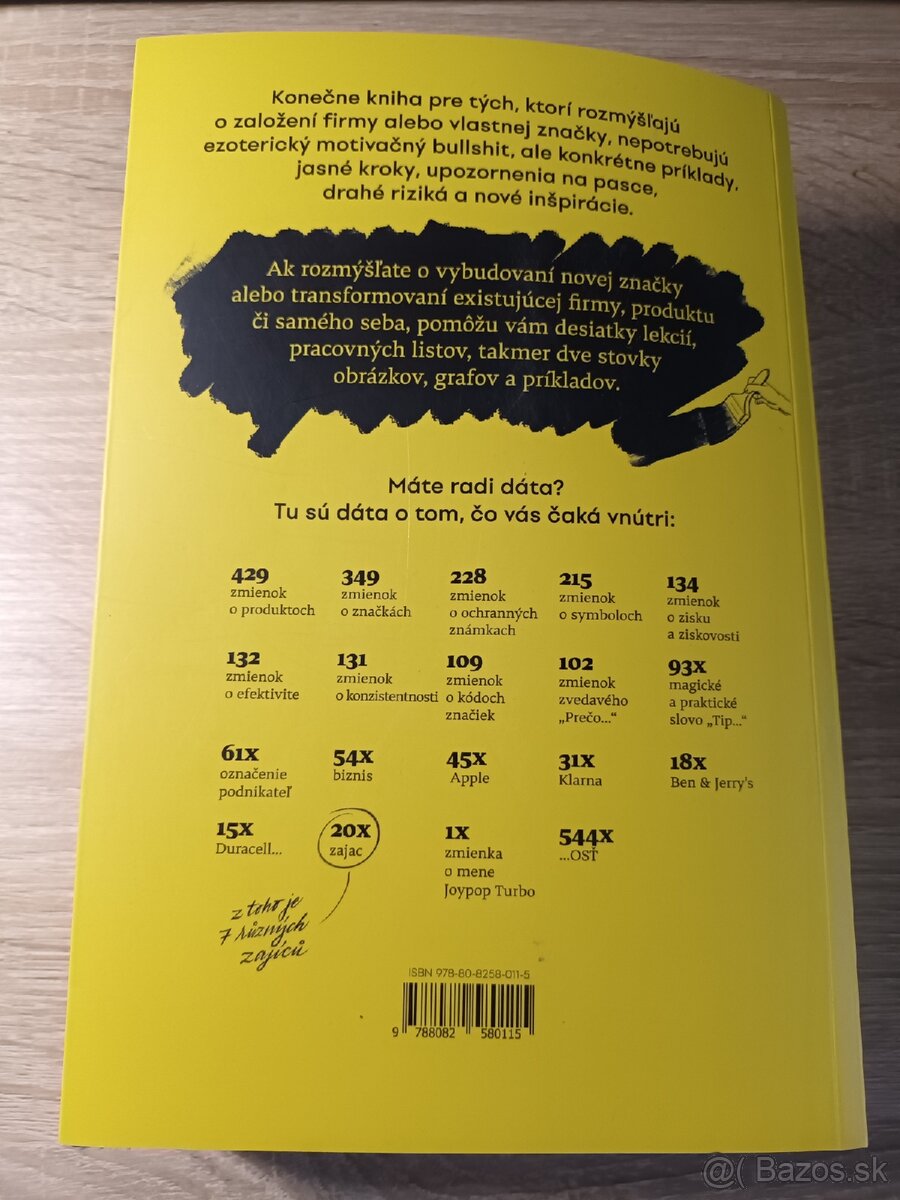 Konečne kniha pre tých, ktorí rozmýšľajú
o založení firmy alebo vlastnej značky, nepotrebujú
ezoterický motivačný bullshit, ale konkrétne príklady,
jasné kroky, upozornenia na pasce,
drahé riziká a nové inšpirácie.
Ak rozmýšľate o vybudovaní novej značky
alebo transformovaní existujúcej firmy, produktu
či samého seba, pomôžu vám desiatky lekcií,
pracovných listov, takmer dve stovky
obrázkov, grafov a príkladov.
Máte radi dáta?
Tu sú dáta o tom, čo vás čaká vnútri:
429
zmienok
o produktoch
349
zmienok
o značkách
228
zmienok
o ochranných
známkach
215
zmienok
o symboloch
134
zmienok
o zisku
a ziskovosti
132
zmienok
o efektivite
131
zmienok
o konzistentnosti
109
zmienok
o kódoch
značiek
102
zmienok
zvedavého
„Prečo...“
93x
magické
a praktické
slovo „Tip...“
61x
označenie
podnikateľ
54x
biznis
45x
Apple
31x
Klarna
18x
Ben & Jerry's
15x
Duracell...
20x
zajac
1x
zmienka
o mene
Joypop Turbo
544x
...OSŤ
z toho je
7 různých
zajíců
ISBN 978-80-8258-011-5
9 788082 580115
@( Bazos.sk